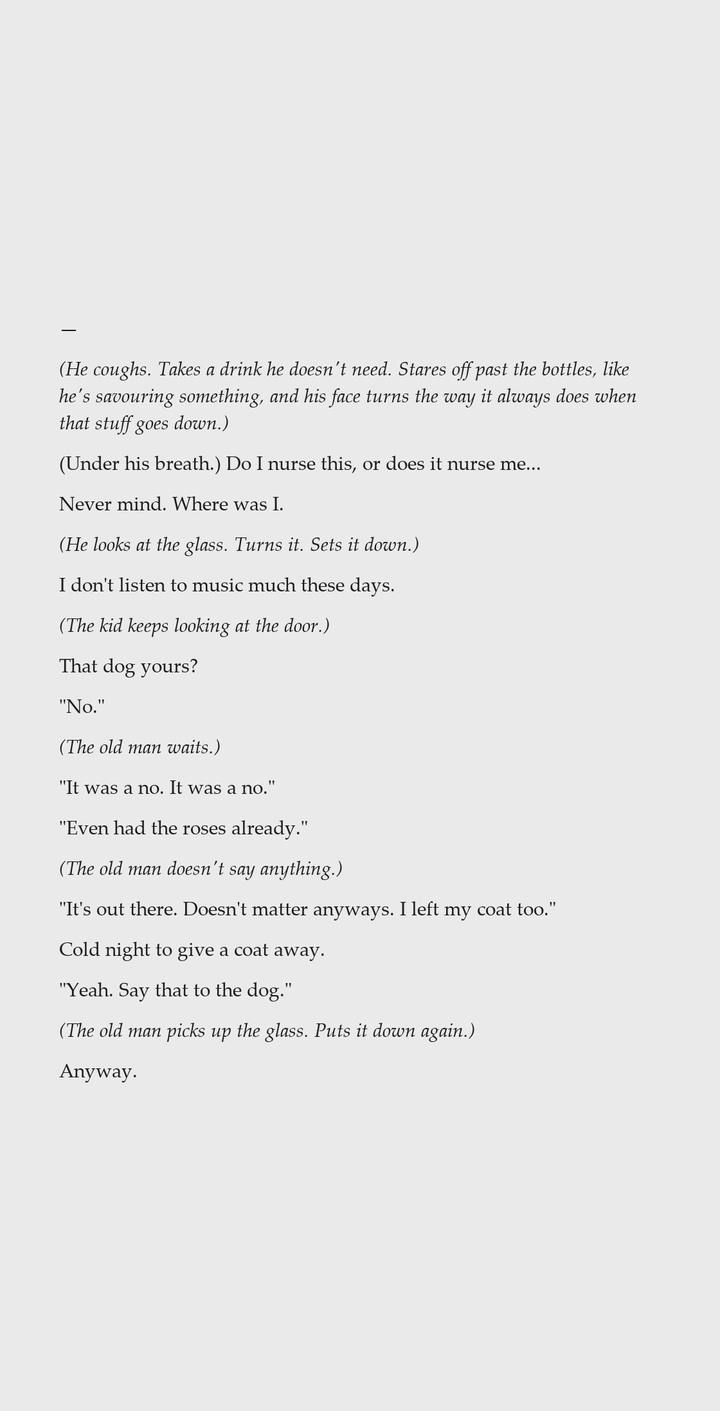 —
(He coughs. Takes a drink he doesn't need. Stares off past the bottles, like
he's savouring something, and his face turns the way it always does when
that stuff goes down.)
(Under his breath.) Do I nurse this, or does it nurse me...
Never mind. Where was I.
(He looks at the glass. Turns it. Sets it down.)
I don't listen to music much these days.
(The kid keeps looking at the door.)
That dog yours?
"No."
(The old man waits.)
"It was a no. It was a no."
"Even had the roses already."
(The old man doesn't say anything.)
"It's out there. Doesn't matter anyways. I left my coat too."
Cold night to give a coat away.
"Yeah. Say that to the dog."
(The old man picks up the glass. Puts it down again.)
Anyway.